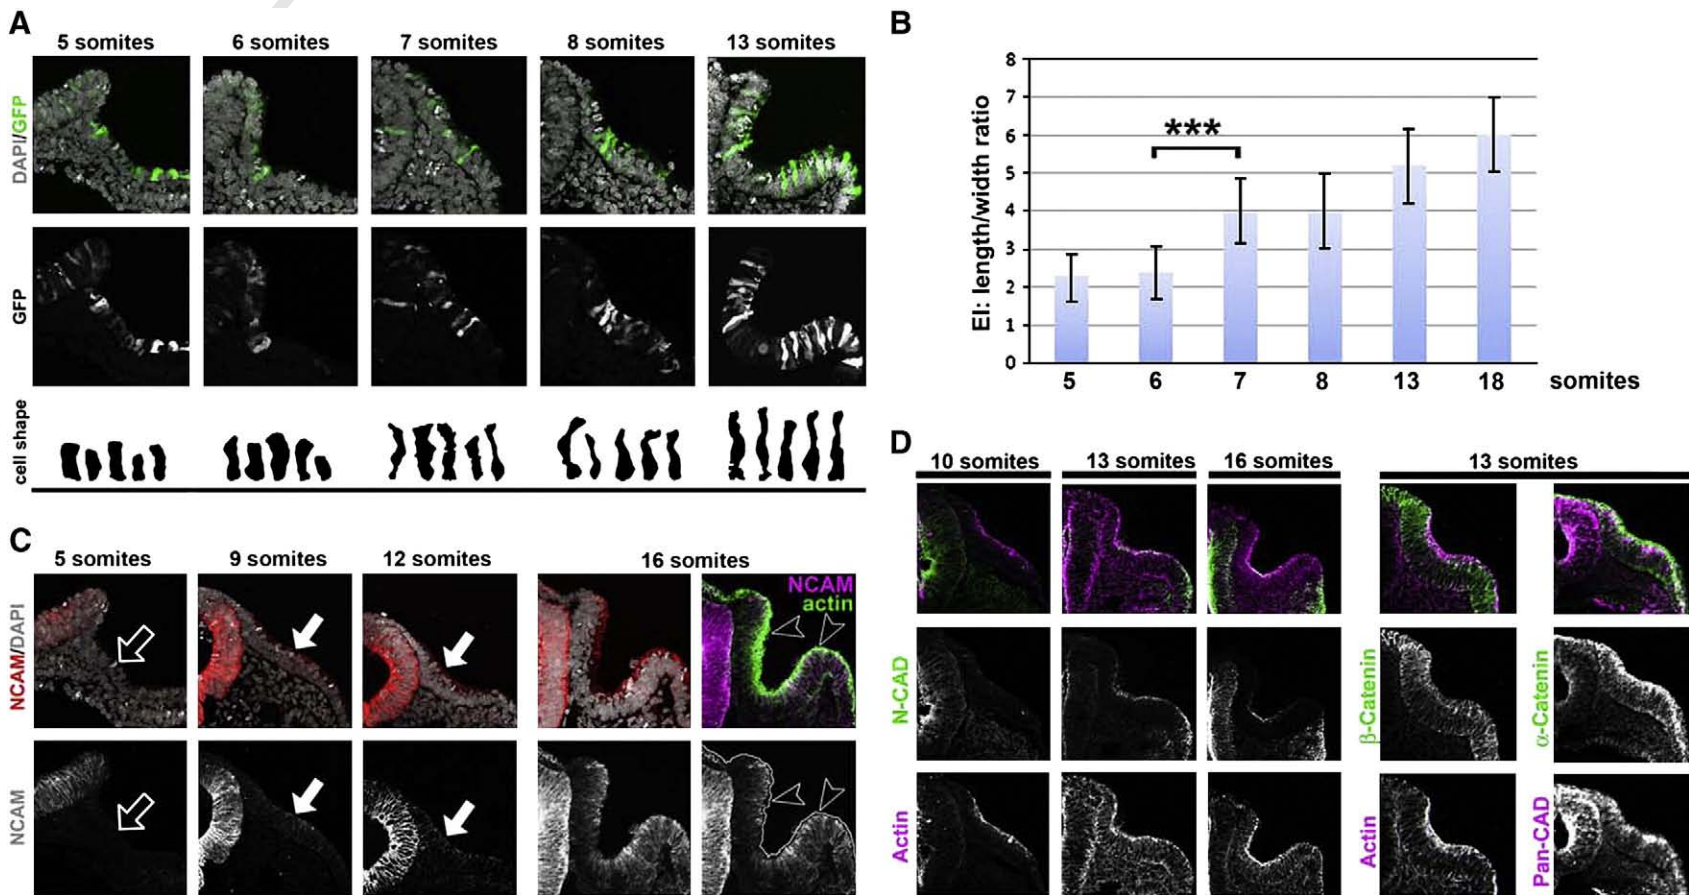 A
5 somites
6 somites
7 somites
8 somites
13 somites
DAPI/GFP
GFP
cell shape
B
EI: length/width ratio
8
7
6
5
4
3
2
1
0
***
5 6 7 8 13 18 somites
C
5 somites
9 somites
12 somites
16 somites
NCAM/DAPI
NCAM
actin
NCAM
D
10 somites
13 somites
16 somites
13 somites
N-CAD
Actin
β-Catenin
Actin
α-Catenin
Pan-CAD